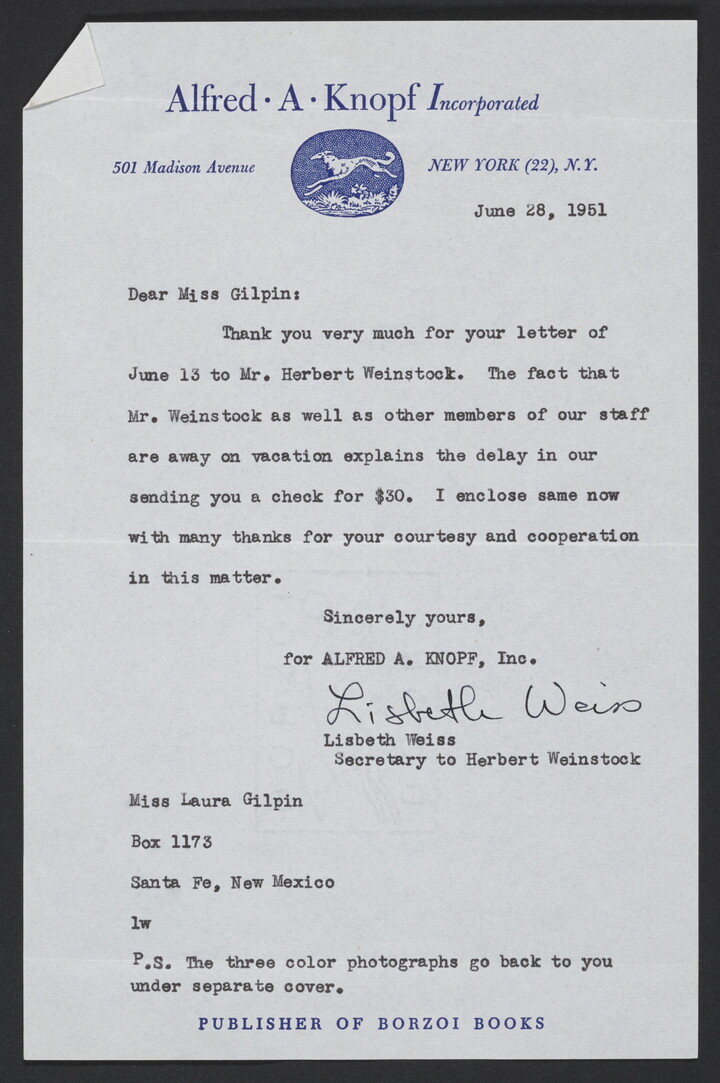 Alfred · A · Knopf Incorporated
501 Madison Avenue
NEW YORK (22), N.Y.
June 28, 1951
Dear Miss Gilpin:
Thank you very much for your letter of
June 13 to Mr. Herbert Weinstock. The fact that
Mr. Weinstock as well as other members of our staff
are away on vacation explains the delay in our
sending you a check for $30. I enclose same now
with many thanks for your courtesy and cooperation
in this matter.
Sincerely yours,
for ALFRED A. KNOPF, Inc.
Lisbeth Weiss
Lisbeth Weiss
Secretary to Herbert Weinstock
Miss Laura Gilpin
Box 1173
Santa Fe, New Mexico
lw
P.S. The three color photographs go back to you
under separate cover.
PUBLISHER OF BORZOI BOOKS